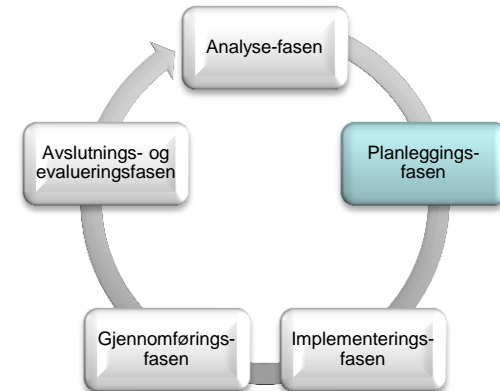 Analyse-fasen
Planleggings-
fasen
Implementerings-
fasen
Gjennomførings-
fasen
Avslutnings- og
evalueringsfasen